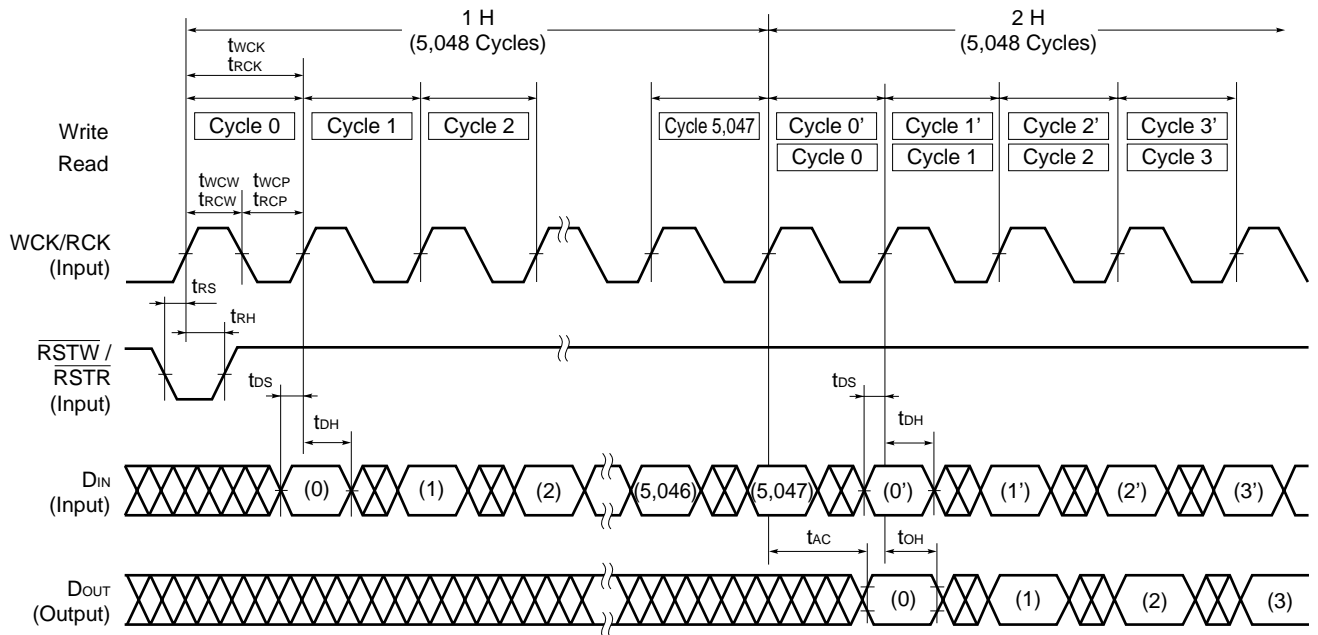 1 H
(5,048 Cycles)
2 H
(5,048 Cycles)
tWCK
tRCK
Write
Cycle 0
Cycle 1
Cycle 2
Cycle 5,047
Cycle 0'
Cycle 1'
Cycle 2'
Cycle 3'
Read
Cycle 0
Cycle 1
Cycle 2
Cycle 3
tWCW
tRCW
tWCP
tRCP
WCK/RCK
(Input)
tRS
tRH
RSTW /
RSTR
(Input)
tDS
tDH
tDS
tDH
DIN
(Input)
(0)
(1)
(2)
(5,046)
(5,047)
(0')
(1')
(2')
(3')
tAC
tOH
DOUT
(Output)
(0)
(1)
(2)
(3)